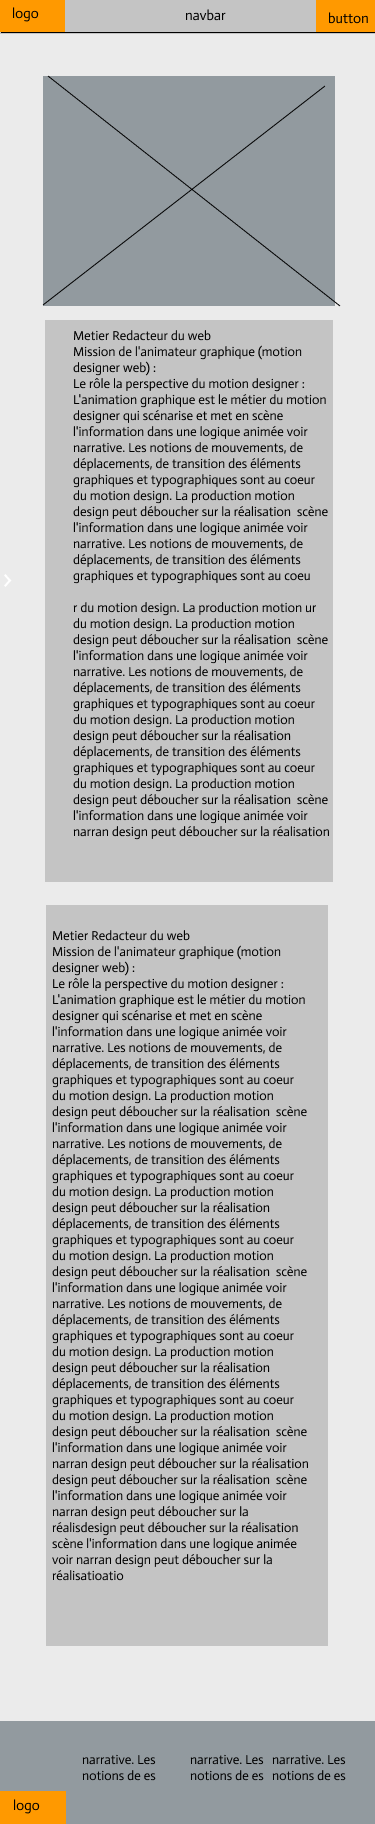 logo
navbar
button
Metier Redacteur du web
Mission de l'animateur graphique (motion
designer web) :
Le rôle la perspective du motion designer :
L'animation graphique est le métier du motion
designer qui scénarise et met en scène
l'information dans une logique animée voir
narrative. Les notions de mouvements, de
déplacements, de transition des éléments
graphiques et typographiques sont au coeur
du motion design. La production motion
design peut déboucher sur la réalisation  scène
l'information dans une logique animée voir
narrative. Les notions de mouvements, de
déplacements, de transition des éléments
graphiques et typographiques sont au coeu
r du motion design. La production motion ur
du motion design. La production motion
design peut déboucher sur la réalisation  scène
l'information dans une logique animée voir
narrative. Les notions de mouvements, de
déplacements, de transition des éléments
graphiques et typographiques sont au coeur
du motion design. La production motion
design peut déboucher sur la réalisation
déplacements, de transition des éléments
graphiques et typographiques sont au coeur
du motion design. La production motion
design peut déboucher sur la réalisation  scène
l'information dans une logique animée voir
narran design peut déboucher sur la réalisation
Metier Redacteur du web
Mission de l'animateur graphique (motion
designer web) :
Le rôle la perspective du motion designer :
L'animation graphique est le métier du motion
designer qui scénarise et met en scène
l'information dans une logique animée voir
narrative. Les notions de mouvements, de
déplacements, de transition des éléments
graphiques et typographiques sont au coeur
du motion design. La production motion
design peut déboucher sur la réalisation  scène
l'information dans une logique animée voir
narrative. Les notions de mouvements, de
déplacements, de transition des éléments
graphiques et typographiques sont au coeur
du motion design. La production motion
design peut déboucher sur la réalisation
déplacements, de transition des éléments
graphiques et typographiques sont au coeur
du motion design. La production motion
design peut déboucher sur la réalisation  scène
l'information dans une logique animée voir
narrative. Les notions de mouvements, de
déplacements, de transition des éléments
graphiques et typographiques sont au coeur
du motion design. La production motion
design peut déboucher sur la réalisation
déplacements, de transition des éléments
graphiques et typographiques sont au coeur
du motion design. La production motion
design peut déboucher sur la réalisation  scène
l'information dans une logique animée voir
narran design peut déboucher sur la réalisation
design peut déboucher sur la réalisation  scène
l'information dans une logique animée voir
narran design peut déboucher sur la
réalisdesign peut déboucher sur la réalisation
scène l'information dans une logique animée
voir narran design peut déboucher sur la
réalisatioatio
narrative. Les
notions de es
narrative. Les
notions de es
narrative. Les
notions de es
logo